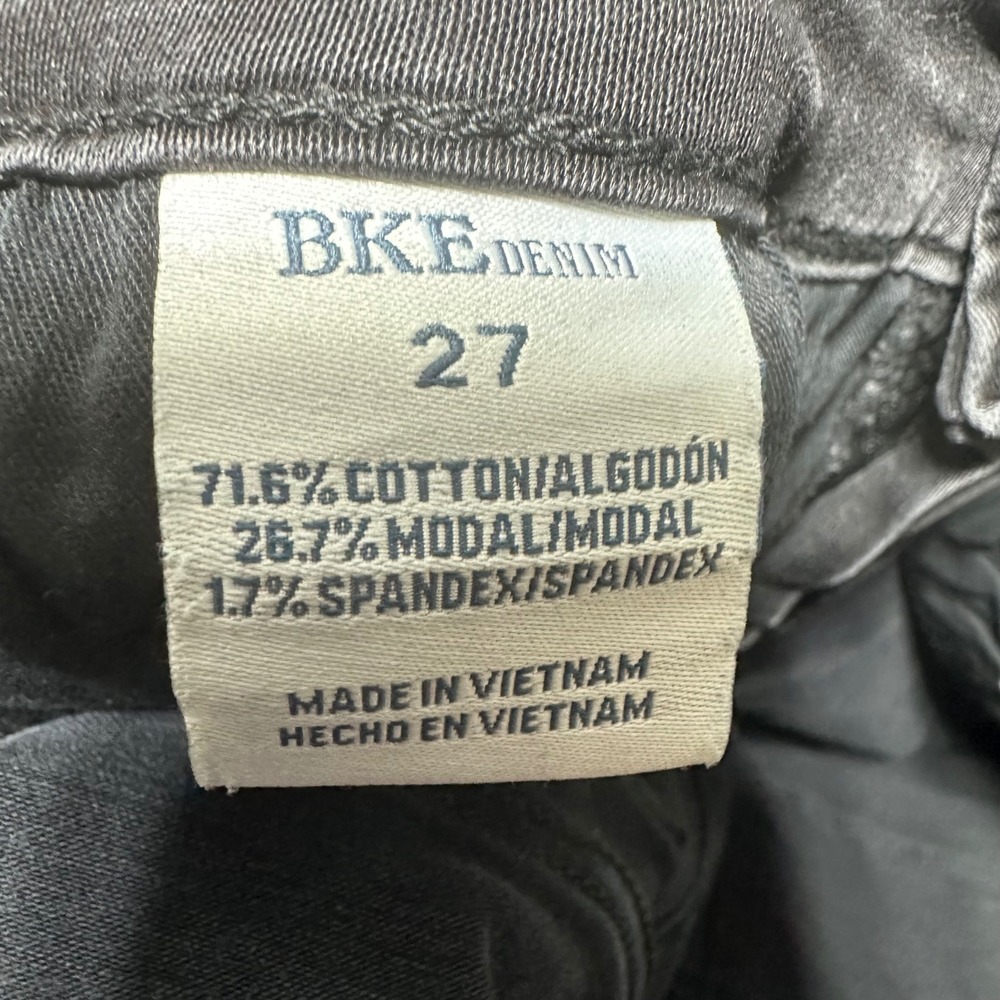 BKE DENIM
27
71.6% COTTON/ALGODÓN
26.7% MODAL/MODAL
1.7% SPANDEX/SPANDEX
MADE IN VIETNAM
HECHO EN VIETNAM